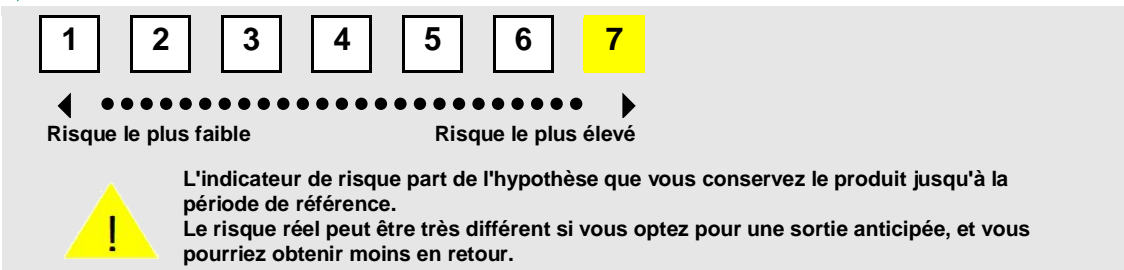 1 2 3 4 5 6 7
Risque le plus faible Risque le plus élevé
L'indicateur de risque part de l'hypothèse que vous conservez le produit jusqu'à la
période de référence.
Le risque réel peut être très différent si vous optez pour une sortie anticipée, et vous
pourriez obtenir moins en retour.
!